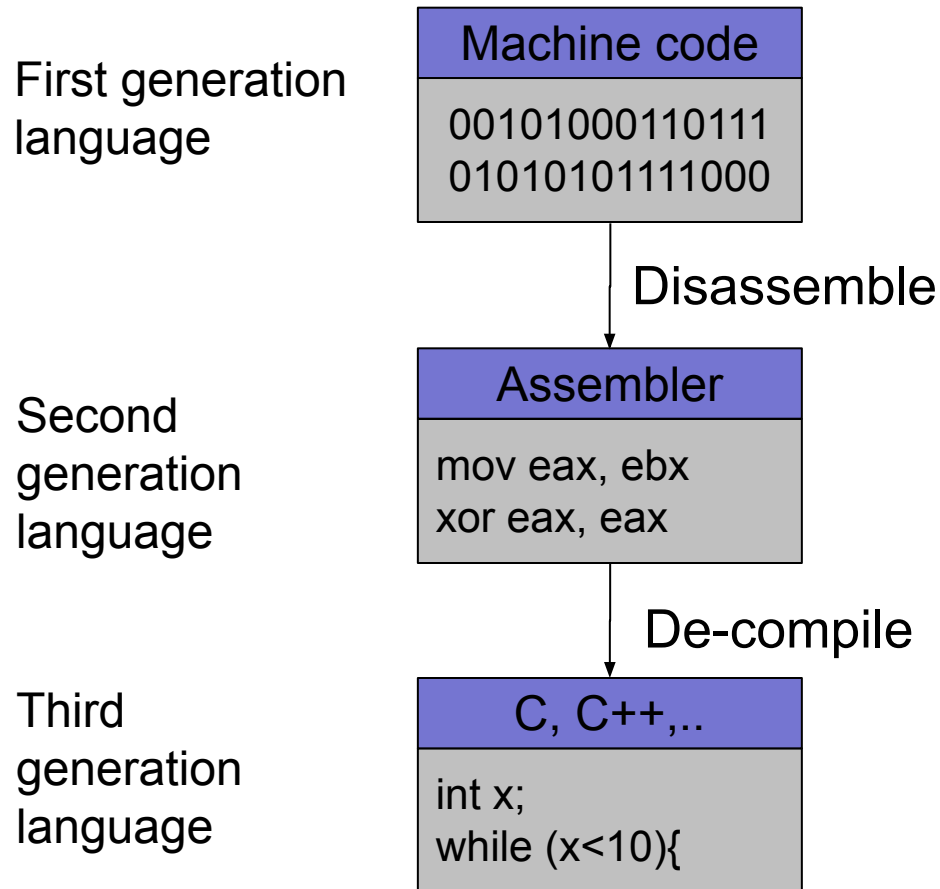 First generation
language
Machine code
00101000110111
01010101111000
Disassemble
Second
generation
language
Assembler
mov eax, ebx
xor eax, eax
De-compile
Third
generation
language
C, C++,..
int x;
while (x<10){